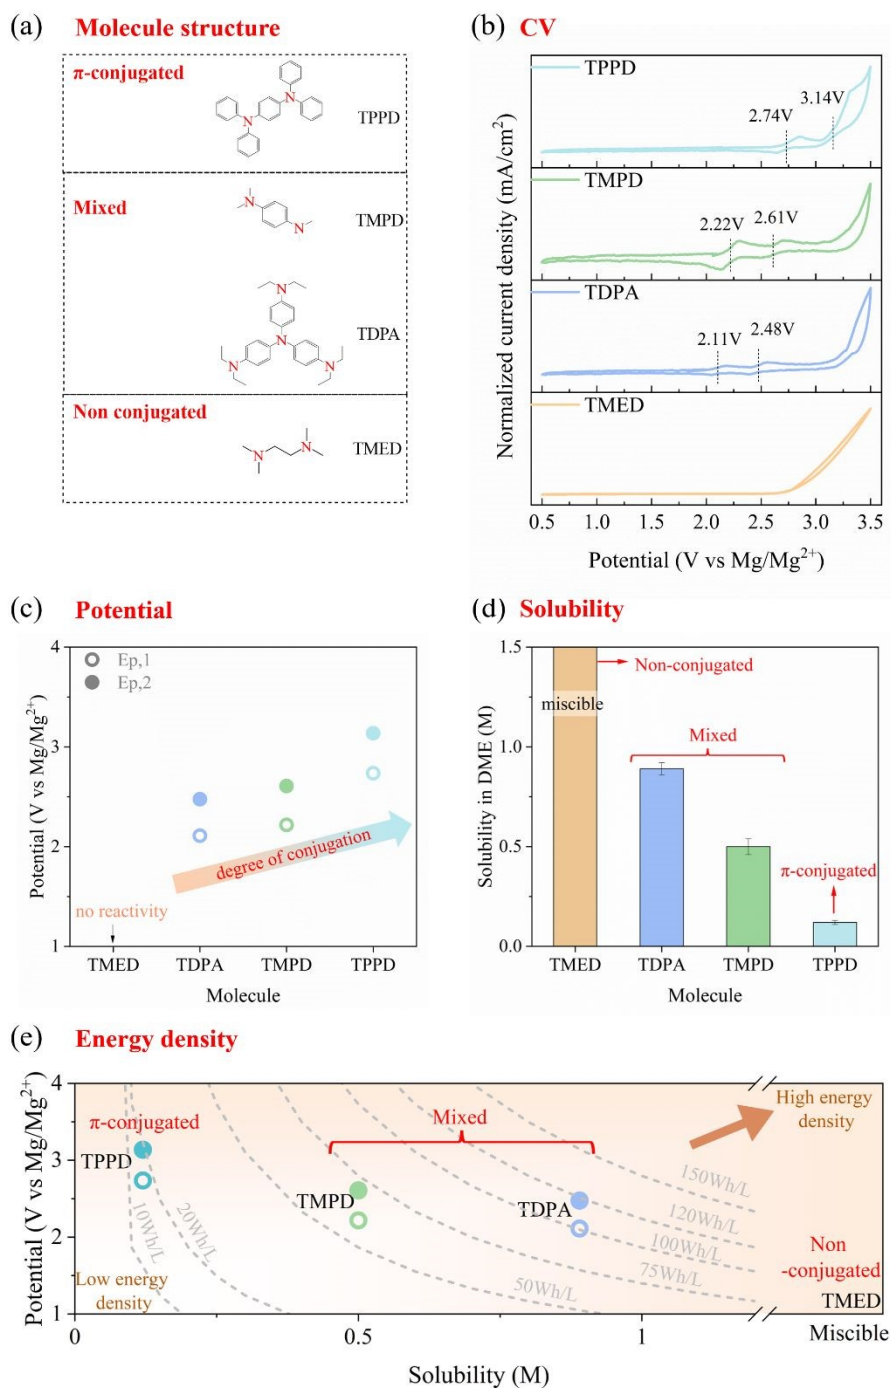 (a) Molecule structure
π-conjugated
N
N
TPPD
Mixed
N
N
TMPD
N
N
N
N
TDPA
Non conjugated
N
N
TMED
(b) CV
TPPD
2.74V
3.14V
TMPD
2.22V
2.61V
TDPA
2.11V
2.48V
TMED
Normalized current density (mA/cm²)
0.5 1.0 1.5 2.0 2.5 3.0 3.5
Potential (V vs Mg/Mg²⁺)
(c) Potential
4
3
2
1
Potential (V vs Mg/Mg²⁺)
Ep,1
Ep,2
degree of conjugation
no reactivity
TMED TDPA TMPD TPPD
Molecule
(d) Solubility
1.5
1.0
0.5
0.0
Solubility in DME (M)
Non-conjugated
miscible
Mixed
π-conjugated
TMED TDPA TMPD TPPD
Molecule
(e) Energy density
4
3
2
1
Potential (V vs Mg/Mg²⁺)
π-conjugated
TPPD
Mixed
TMPD
TDPA
High energy
density
10Wh/L
20Wh/L
50Wh/L
75Wh/L
100Wh/L
120Wh/L
150Wh/L
Low energy
density
Non
-conjugated
TMED
0 0.5 1 Miscible
Solubility (M)